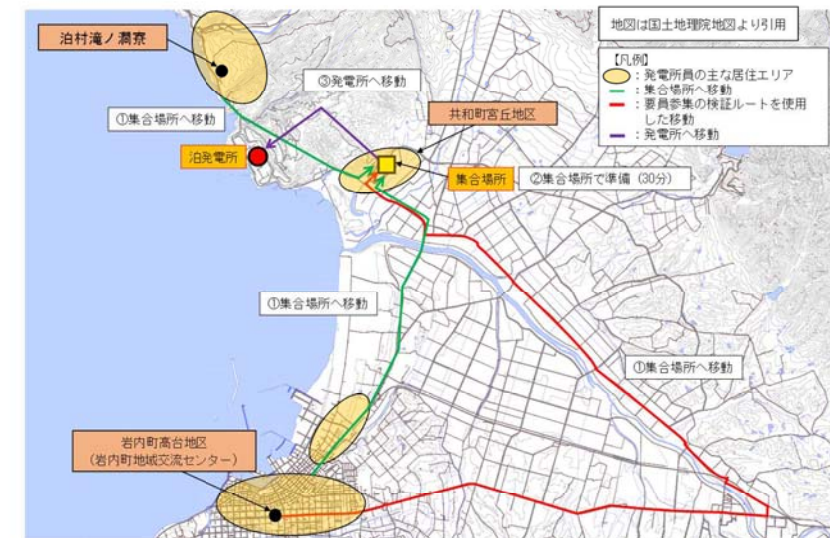 地図は国土地理院地図より引用
【凡例】
：発電所員の主な居住エリア
：集合場所へ移動
：要員参集の検証ルートを使用
した移動
：発電所へ移動
泊村滝ノ澗寮
③発電所へ移動
①集合場所へ移動
共和町宮丘地区
泊発電所
集合場所
②集合場所で準備（30分）
①集合場所へ移動
①集合場所へ移動
岩内町高台地区
（岩内町地域交流センター）